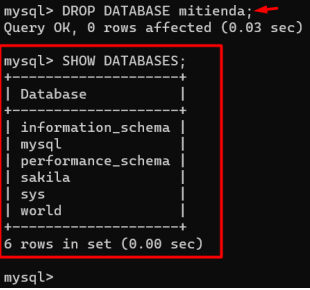 mysql> DROP DATABASE mitienda;
Query OK, 0 rows affected (0.03 sec)
mysql> SHOW DATABASES;
+--------------------+
| Database           |
+--------------------+
| information_schema |
| mysql              |
| performance_schema |
| sakila             |
| sys                |
| world              |
+--------------------+
6 rows in set (0.00 sec)
mysql>